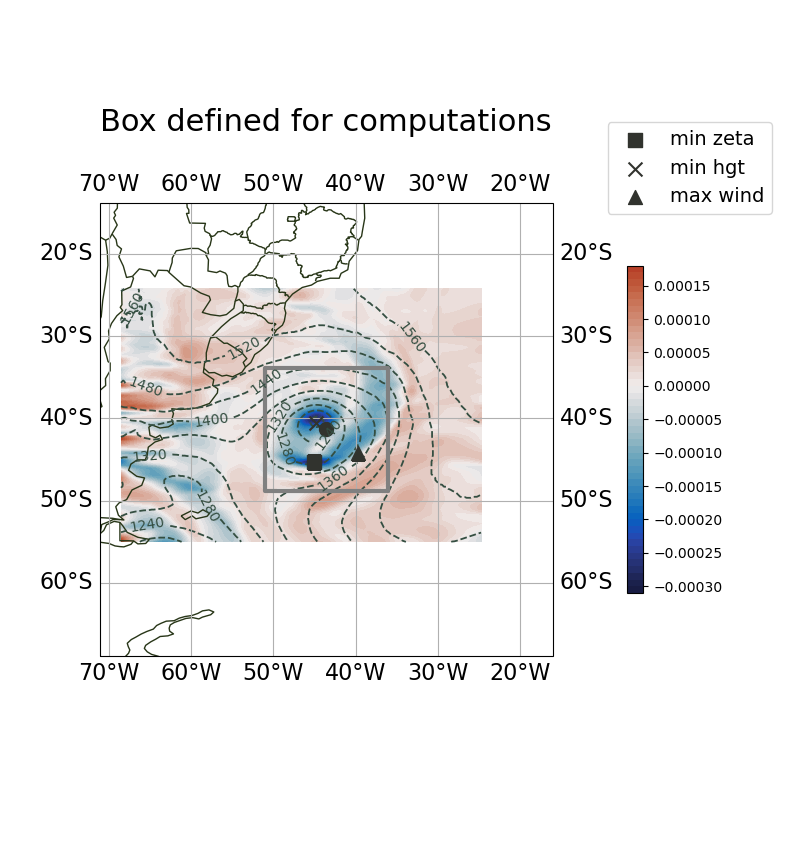 Box defined for computations
min zeta
min hgt
max wind
70°W 60°W 50°W 40°W 30°W 20°W
20°S 20°S
30°S 30°S
40°S 40°S
50°S 50°S
60°S 60°S
70°W 60°W 50°W 40°W 30°W 20°W
1560
1520
1560
1480
1440
1400
1320
1320
1280
1360
1280
1240
0.00015
0.00010
0.00005
0.00000
−0.00005
−0.00010
−0.00015
−0.00020
−0.00025
−0.00030